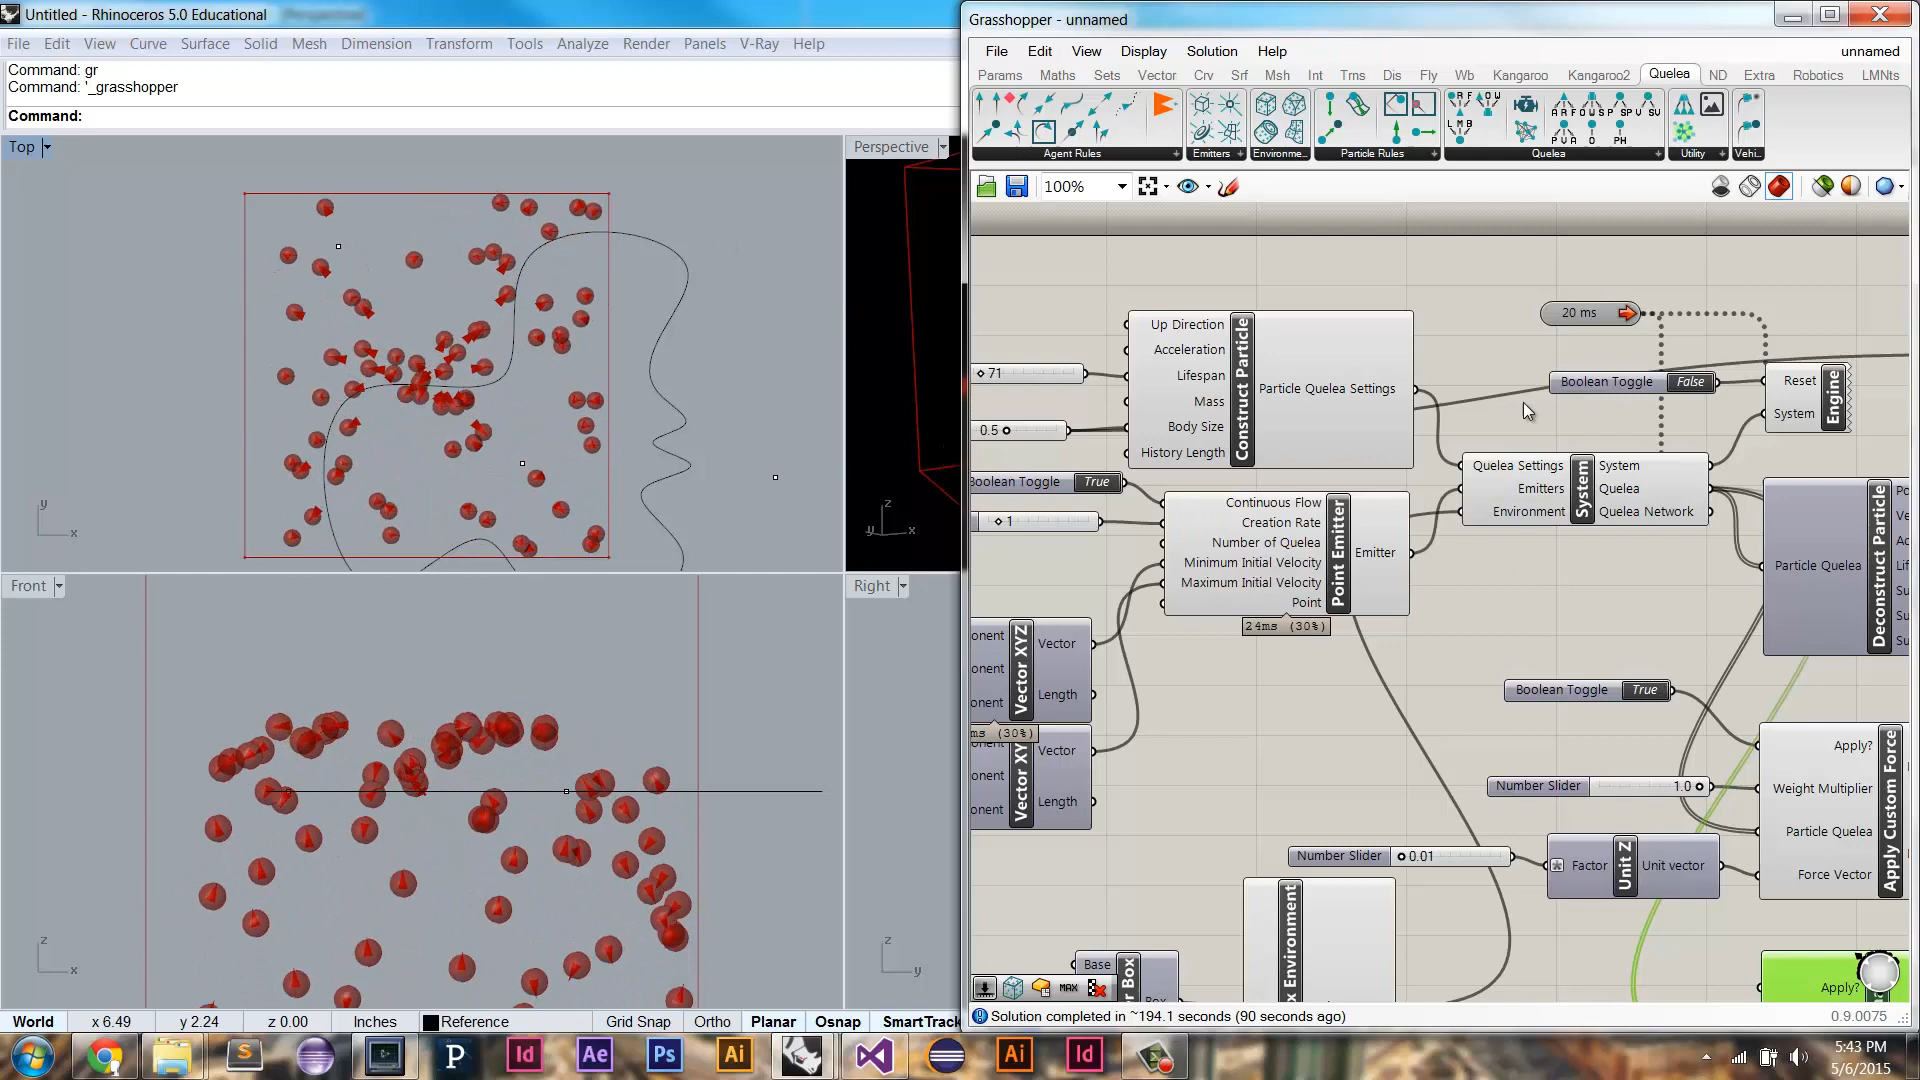 Untitled - Rhinoceros 5.0 Educational
File Edit View Curve Surface Solid Mesh Dimension Transform Tools Analyze Render Panels V-Ray Help
Command: gr
Command: '_grasshopper
Command:
Top
Perspective
Front
Right
y
x
z
y
x
z
x
z
y
World x 6.49 y 2.24 z 0.00 Inches Reference Grid Snap Ortho Planar Osnap SmartTrack
Grasshopper - unnamed
File Edit View Display Solution Help unnamed
Params Maths Sets Vector Crv Srf Msh Int Trns Dis Fly Wb Kangaroo Kangaroo2 Quelea ND Extra Robotics LMNts
Agent Rules Emitters Environme... Particle Rules Quelea Utility Vehi...
100%
20 ms
Up Direction
Acceleration
Lifespan
Mass
Body Size
History Length
Construct Particle
Particle Quelea Settings
71
0.5
Boolean Toggle False
Reset
System
Engine
Quelea Settings
Emitters
Environment
System
System
Quelea
Quelea Network
Boolean Toggle True
1
Continuous Flow
Creation Rate
Number of Quelea
Minimum Initial Velocity
Maximum Initial Velocity
Point
Point Emitter
Emitter
24ms (30%)
Particle Quelea
Deconstruct Particle
onent
onent
onent
Vector XYZ
Vector
Length
ms (30%)
onent
onent
Vector XY
Vector
Length
Boolean Toggle True
Apply?
Weight Multiplier
Particle Quelea
Force Vector
Apply Custom Force
Number Slider 1.0
Number Slider 0.01
Factor
Unit Z
Unit vector
x Environment
Base
r Box
Box
Apply?
MAX
Solution completed in ~194.1 seconds (90 seconds ago)
0.9.0075
5:43 PM
5/6/2015